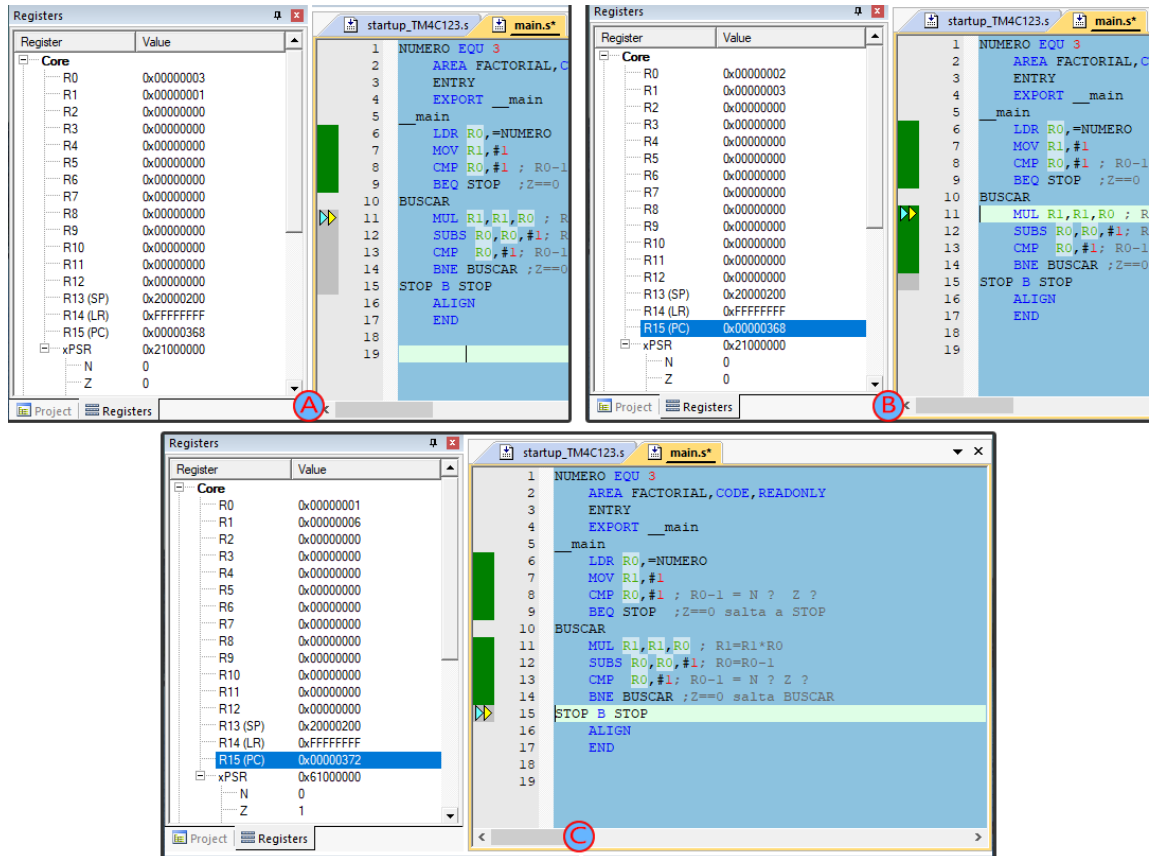 Registers
Register Value
Core
R0 0x00000003
R1 0x00000001
R2 0x00000000
R3 0x00000000
R4 0x00000000
R5 0x00000000
R6 0x00000000
R7 0x00000000
R8 0x00000000
R9 0x00000000
R10 0x00000000
R11 0x00000000
R12 0x00000000
R13 (SP) 0x20000200
R14 (LR) 0xFFFFFFFF
R15 (PC) 0x00000368
xPSR 0x21000000
N 0
Z 0
Project Registers
startup_TM4C123.s main.s*
1 NUMERO EQU 3
2 AREA FACTORIAL,C
3 ENTRY
4 EXPORT __main
5 __main
6 LDR R0,=NUMERO
7 MOV R1,#1
8 CMP R0,#1 ; R0-1
9 BEQ STOP ;Z==0
10 BUSCAR
11 MUL R1,R1,R0 ; R
12 SUBS R0,R0,#1; R
13 CMP R0,#1; R0-1
14 BNE BUSCAR ;Z==0
15 STOP B STOP
16 ALIGN
17 END
18
19
A
Registers
Register Value
Core
R0 0x00000002
R1 0x00000003
R2 0x00000000
R3 0x00000000
R4 0x00000000
R5 0x00000000
R6 0x00000000
R7 0x00000000
R8 0x00000000
R9 0x00000000
R10 0x00000000
R11 0x00000000
R12 0x00000000
R13 (SP) 0x20000200
R14 (LR) 0xFFFFFFFF
R15 (PC) 0x00000368
xPSR 0x21000000
N 0
Z 0
Project Registers
startup_TM4C123.s main.s*
1 NUMERO EQU 3
2 AREA FACTORIAL,C
3 ENTRY
4 EXPORT __main
5 __main
6 LDR R0,=NUMERO
7 MOV R1,#1
8 CMP R0,#1 ; R0-1
9 BEQ STOP ;Z==0
10 BUSCAR
11 MUL R1,R1,R0 ; R
12 SUBS R0,R0,#1; R
13 CMP R0,#1; R0-1
14 BNE BUSCAR ;Z==0
15 STOP B STOP
16 ALIGN
17 END
18
19
B
Registers
Register Value
Core
R0 0x00000001
R1 0x00000006
R2 0x00000000
R3 0x00000000
R4 0x00000000
R5 0x00000000
R6 0x00000000
R7 0x00000000
R8 0x00000000
R9 0x00000000
R10 0x00000000
R11 0x00000000
R12 0x00000000
R13 (SP) 0x20000200
R14 (LR) 0xFFFFFFFF
R15 (PC) 0x00000372
xPSR 0x61000000
N 0
Z 1
Project Registers
startup_TM4C123.s main.s*
1 NUMERO EQU 3
2 AREA FACTORIAL,CODE,READONLY
3 ENTRY
4 EXPORT __main
5 __main
6 LDR R0,=NUMERO
7 MOV R1,#1
8 CMP R0,#1 ; R0-1 = N ? Z ?
9 BEQ STOP ;Z==0 salta a STOP
10 BUSCAR
11 MUL R1,R1,R0 ; R1=R1*R0
12 SUBS R0,R0,#1; R0=R0-1
13 CMP R0,#1; R0-1 = N ? Z ?
14 BNE BUSCAR ;Z==0 salta BUSCAR
15 STOP B STOP
16 ALIGN
17 END
18
19
C